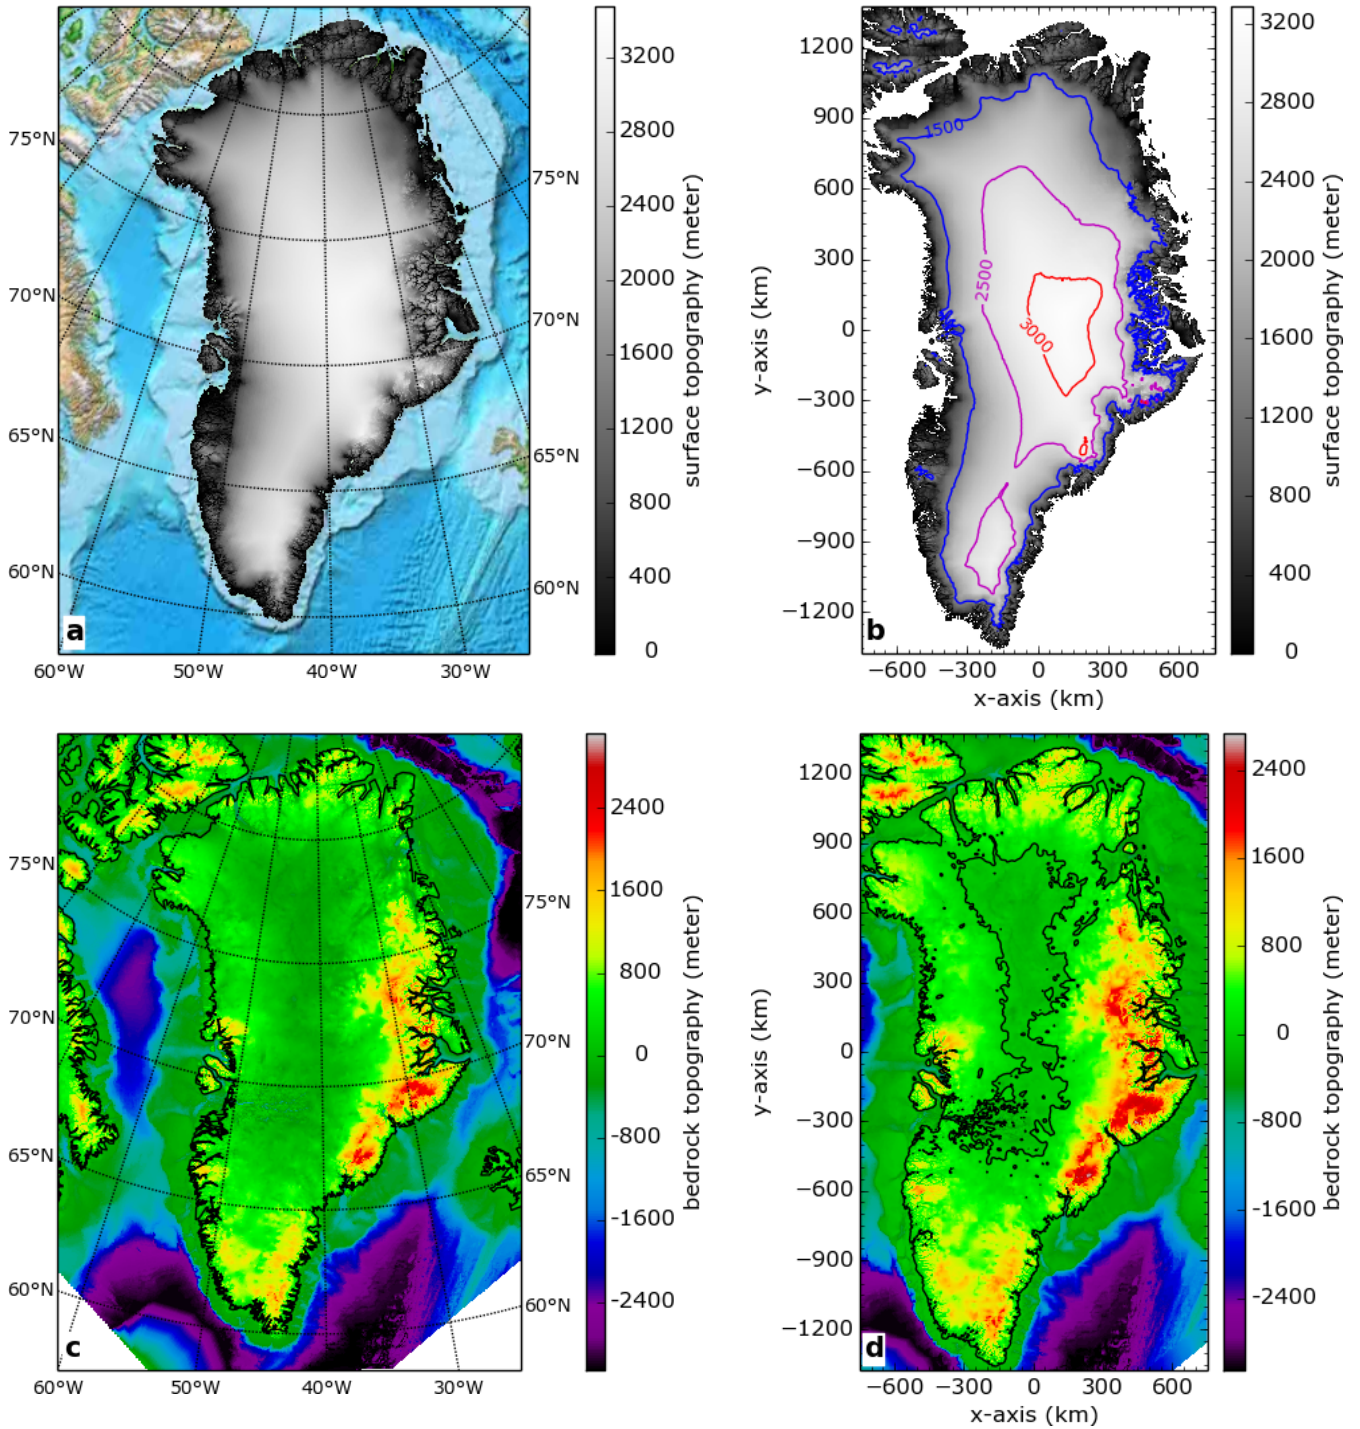 75°N
70°N
65°N
60°N
75°N
70°N
65°N
60°N
60°W
50°W
40°W
30°W
a
3200
2800
2400
2000
1600
1200
800
400
0
surface topography (meter)
1200
900
600
300
0
−300
−600
−900
−1200
y-axis (km)
1500
2500
3000
b
−600
−300
0
300
600
x-axis (km)
3200
2800
2400
2000
1600
1200
800
400
0
surface topography (meter)
75°N
70°N
65°N
60°N
75°N
70°N
65°N
60°N
60°W
50°W
40°W
30°W
c
2400
1600
800
0
-800
-1600
-2400
bedrock topography (meter)
1200
900
600
300
0
−300
−600
−900
−1200
y-axis (km)
d
−600
−300
0
300
600
x-axis (km)
2400
1600
800
0
-800
-1600
-2400
bedrock topography (meter)